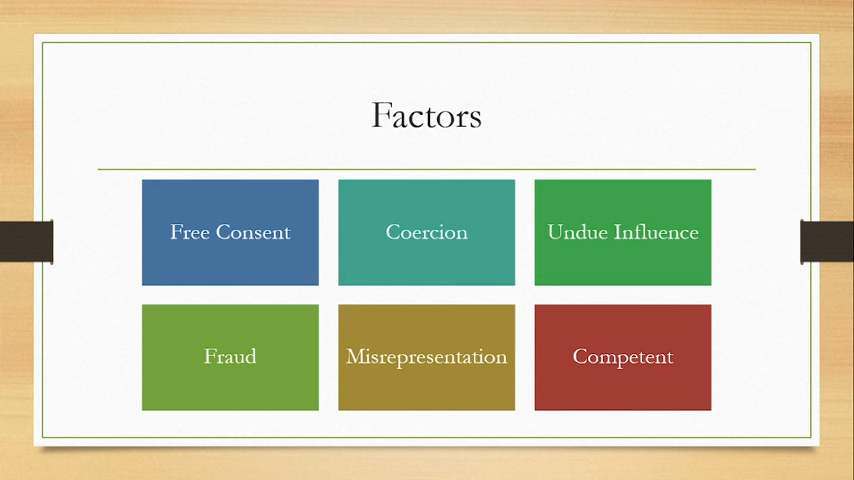 Factors
Free Consent
Coercion
Undue Influence
Fraud
Misrepresentation
Competent